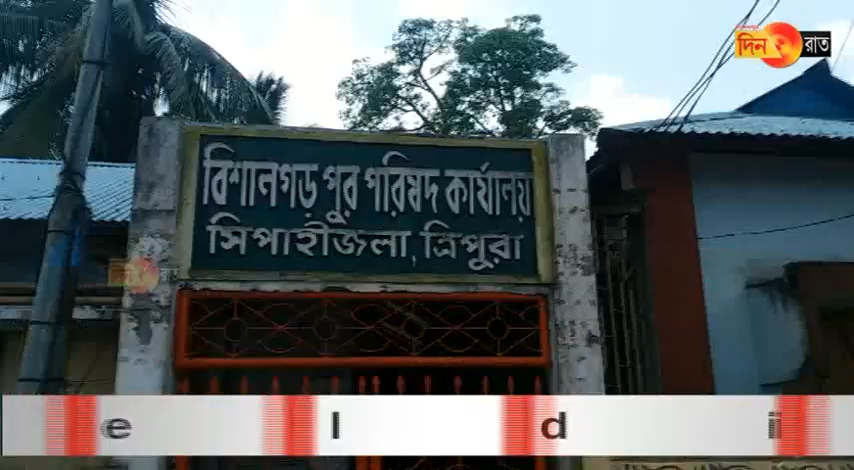 দিন রাত
বিশালগড় পুর পরিষদ কার্যালয়
সিপাহীজলা, ত্রিপুরা
e l d i